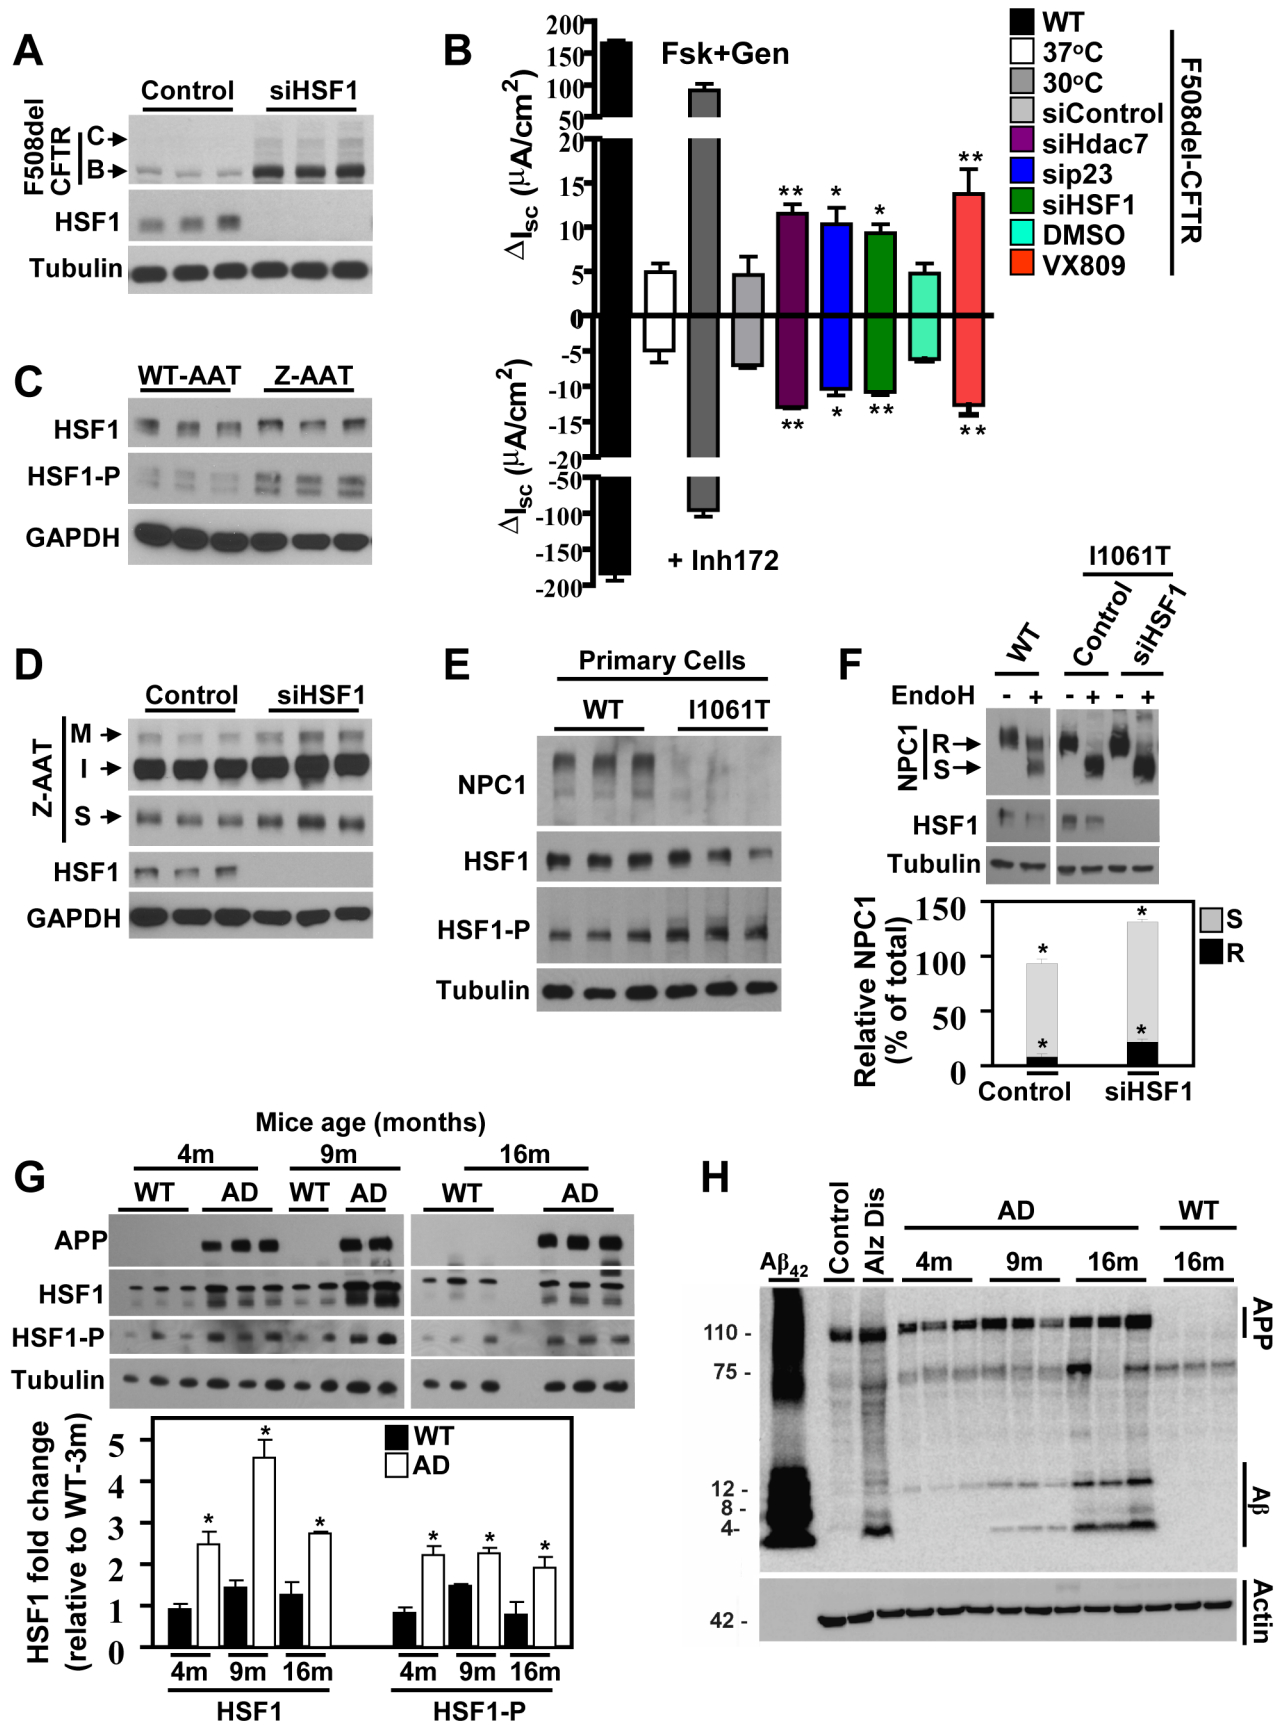 A
Control siHSF1
F508del
CFTR
C
B
HSF1
Tubulin
B
200
150
100
50
20
15
10
5
0
-5
-10
-15
-20
-50
-100
-150
-200
ΔIsc (µA/cm2)
ΔIsc (µA/cm2)
Fsk+Gen
+ Inh172
** * * **
** * ** **
WT
37oC
30oC
siControl
siHdac7
sip23
siHSF1
DMSO
VX809
F508del-CFTR
C
WT-AAT Z-AAT
HSF1
HSF1-P
GAPDH
D
Control siHSF1
Z-AAT
M
I
S
HSF1
GAPDH
E
Primary Cells
WT I1061T
NPC1
HSF1
HSF1-P
Tubulin
F
I1061T
WT Control siHSF1
EndoH - + - + - +
NPC1
R
S
HSF1
Tubulin
Relative NPC1
(% of total)
150
100
50
0
* *
* *
S
R
Control siHSF1
G
Mice age (months)
4m 9m 16m
WT AD WT AD WT AD
APP
HSF1
HSF1-P
Tubulin
HSF1 fold change
(relative to WT-3m)
5
4
3
2
1
0
* * * * * *
WT
AD
4m 9m 16m 4m 9m 16m
HSF1 HSF1-P
H
Aβ42 Control Alz Dis
AD WT
4m 9m 16m 16m
110 -
75 -
12 -
8 -
4-
42 -
APP
Aβ
Actin